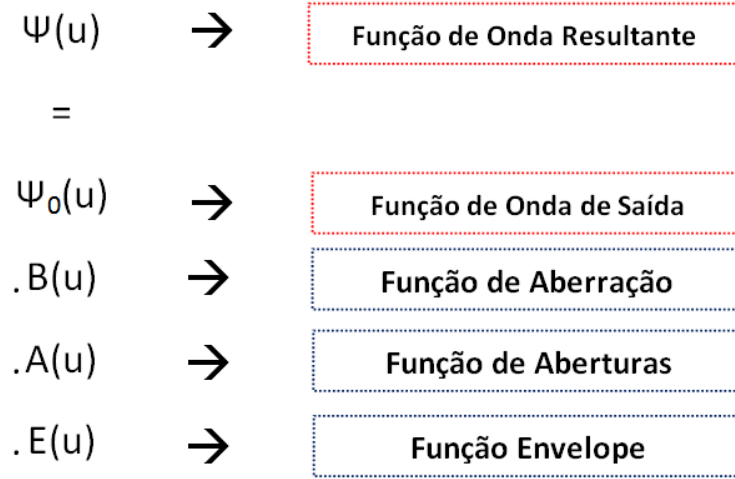 Ψ(u) → Função de Onda Resultante
=
Ψ₀(u) → Função de Onda de Saída
.B(u) → Função de Aberração
.A(u) → Função de Aberturas
.E(u) → Função Envelope